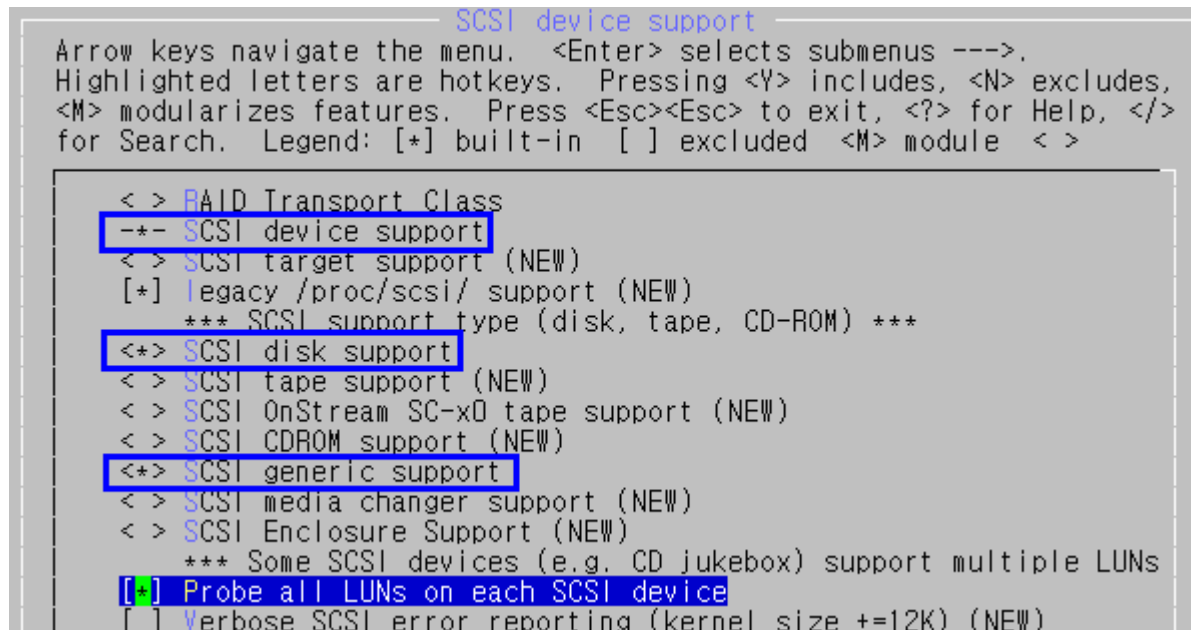 SCSI device support
Arrow keys navigate the menu.  <Enter> selects submenus --->.
Highlighted letters are hotkeys.  Pressing <Y> includes, <N> excludes,
<M> modularizes features.  Press <Esc><Esc> to exit, <?> for Help, </>
for Search.  Legend: [*] built-in  [ ] excluded  <M> module  < >
< > RAID Transport Class
-*- SCSI device support
< > SCSI target support (NEW)
[*] legacy /proc/scsi/ support (NEW)
*** SCSI support type (disk, tape, CD-ROM) ***
<*> SCSI disk support
< > SCSI tape support (NEW)
< > SCSI OnStream SC-x0 tape support (NEW)
< > SCSI CDROM support (NEW)
<*> SCSI generic support
< > SCSI media changer support (NEW)
< > SCSI Enclosure Support (NEW)
*** Some SCSI devices (e.g. CD jukebox) support multiple LUNs
[*] Probe all LUNs on each SCSI device
[ ] Verbose SCSI error reporting (kernel size +=12K) (NEW)